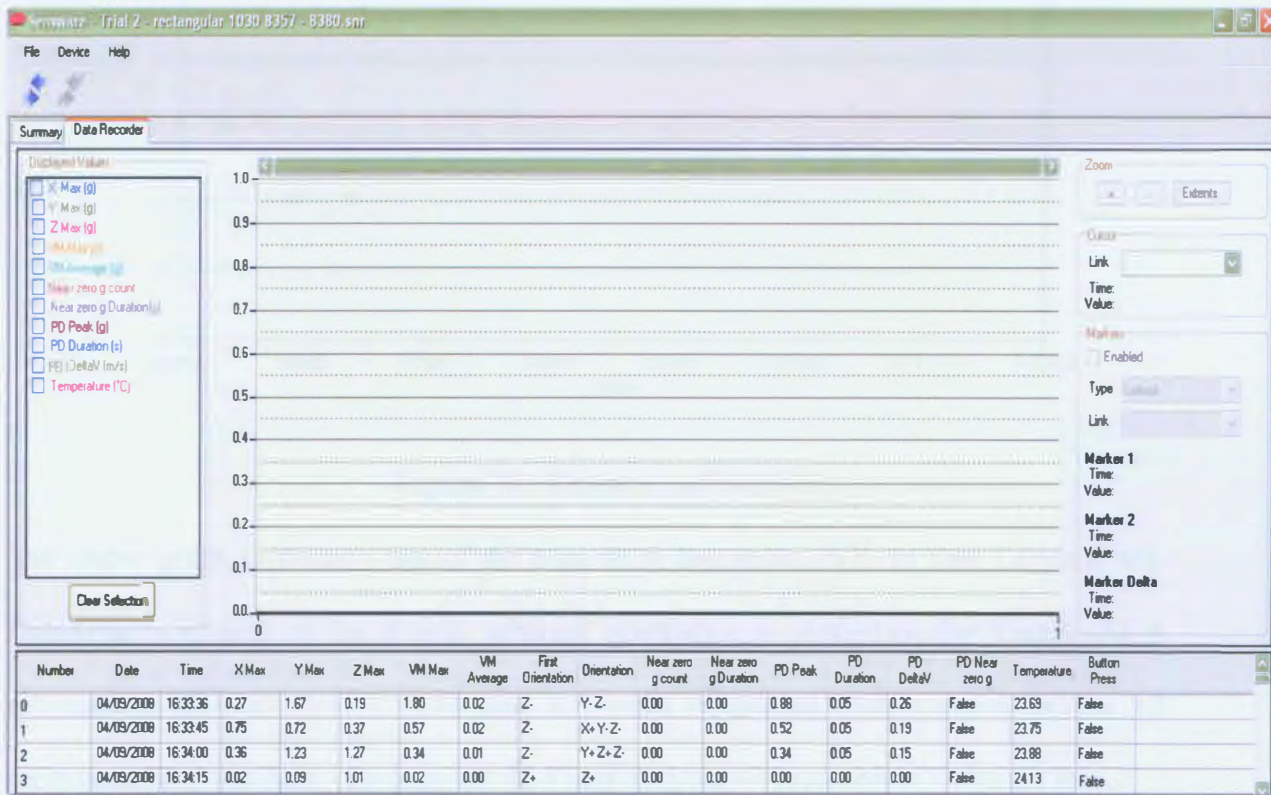 Sensware - Trial 2 - rectangular 1030 8357 - 8380.snr
File Device Help
Summary Data Recorder
Displayed Values
X Max (g)
Y Max (g)
Z Max (g)
VM Max (g)
VM Average (g)
Near zero g count
Near zero g Duration(s)
PD Peak (g)
PD Duration (s)
PD DeltaV (m/s)
Temperature (°C)
Clear Selection
1.0
0.9
0.8
0.7
0.6
0.5
0.4
0.3
0.2
0.1
0.0
0 1
Zoom
+ - Extents
Cursor
Link
Time:
Value:
Markers
Enabled
Type
Link
Marker 1
Time:
Value:
Marker 2
Time:
Value:
Marker Delta
Time:
Value:
Number Date Time X Max Y Max Z Max VM Max VM Average First Orientation Orientation Near zero g count Near zero g Duration PD Peak PD Duration PD DeltaV PD Near zero g Temperature Button Press
0 04/09/2008 16:33:36 0.27 1.67 0.19 1.80 0.02 Z- Y- Z- 0.00 0.00 0.88 0.05 0.26 False 23.69 False
1 04/09/2008 16:33:45 0.75 0.72 0.37 0.57 0.02 Z- X+ Y- Z- 0.00 0.00 0.52 0.05 0.19 False 23.75 False
2 04/09/2008 16:34:00 0.36 1.23 1.27 0.34 0.01 Z- Y+ Z+ Z- 0.00 0.00 0.34 0.05 0.15 False 23.88 False
3 04/09/2008 16:34:15 0.02 0.09 1.01 0.02 0.00 Z+ Z+ 0.00 0.00 0.00 0.00 0.00 False 24.13 False